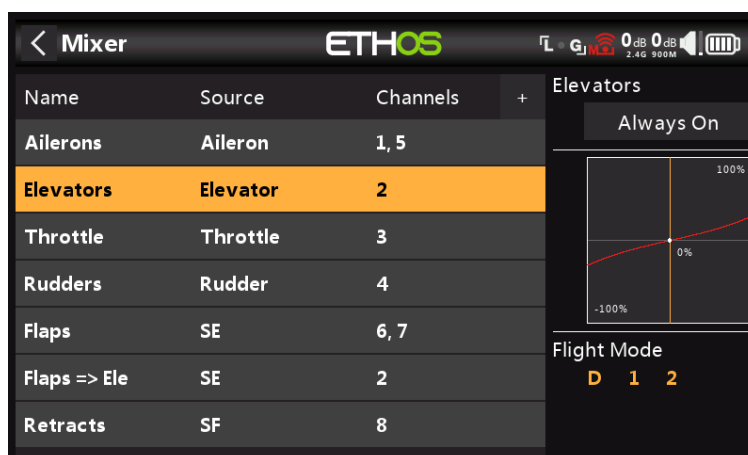 Mixer ETHOS L G M 0dB 0dB
2.4G 900M
Name Source Channels +
Ailerons Aileron 1, 5
Elevators Elevator 2
Throttle Throttle 3
Rudders Rudder 4
Flaps SE 6, 7
Flaps => Ele SE 2
Retracts SF 8
Elevators
Always On
100%
0%
-100%
Flight Mode
D 1 2